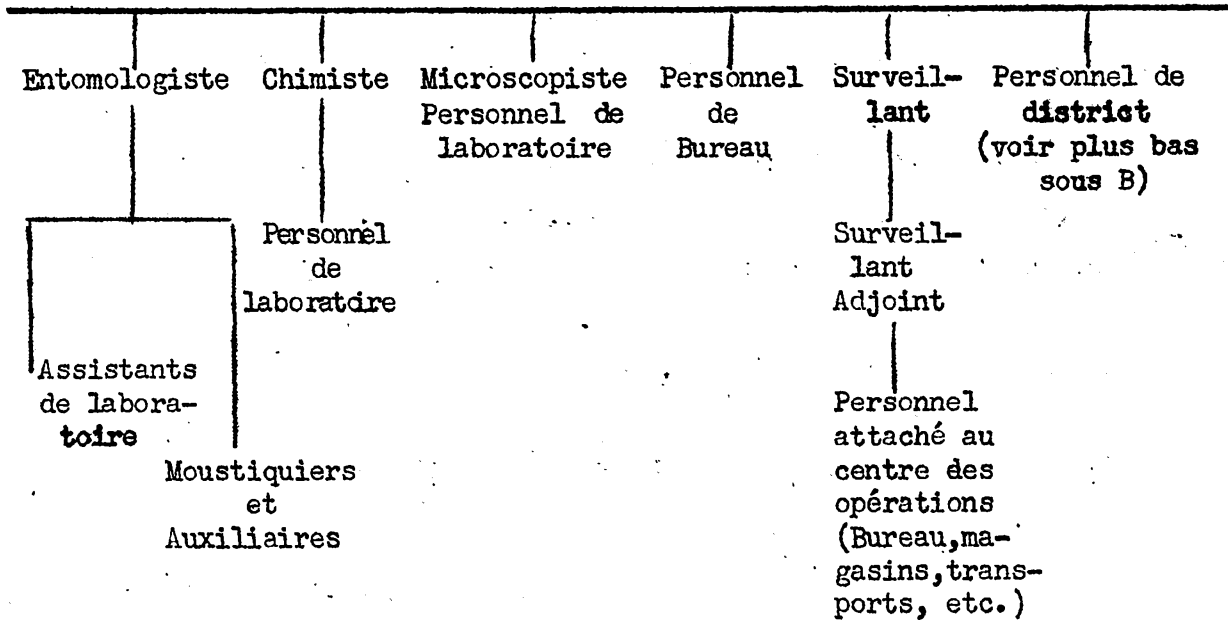 Entomologiste
Chimiste
Microscopiste
Personnel de
laboratoire
Personnel
de
Bureau
Surveil-
lant
Personnel de
district
(voir plus bas
sous B)
Personnel
de
laboratoire
Surveil-
lant
Adjoint
Assistants
de labora-
toire
Moustiquiers
et
Auxiliaires
Personnel
attaché au
centre des
opérations
(Bureau,ma-
gasins,trans-
ports, etc.)